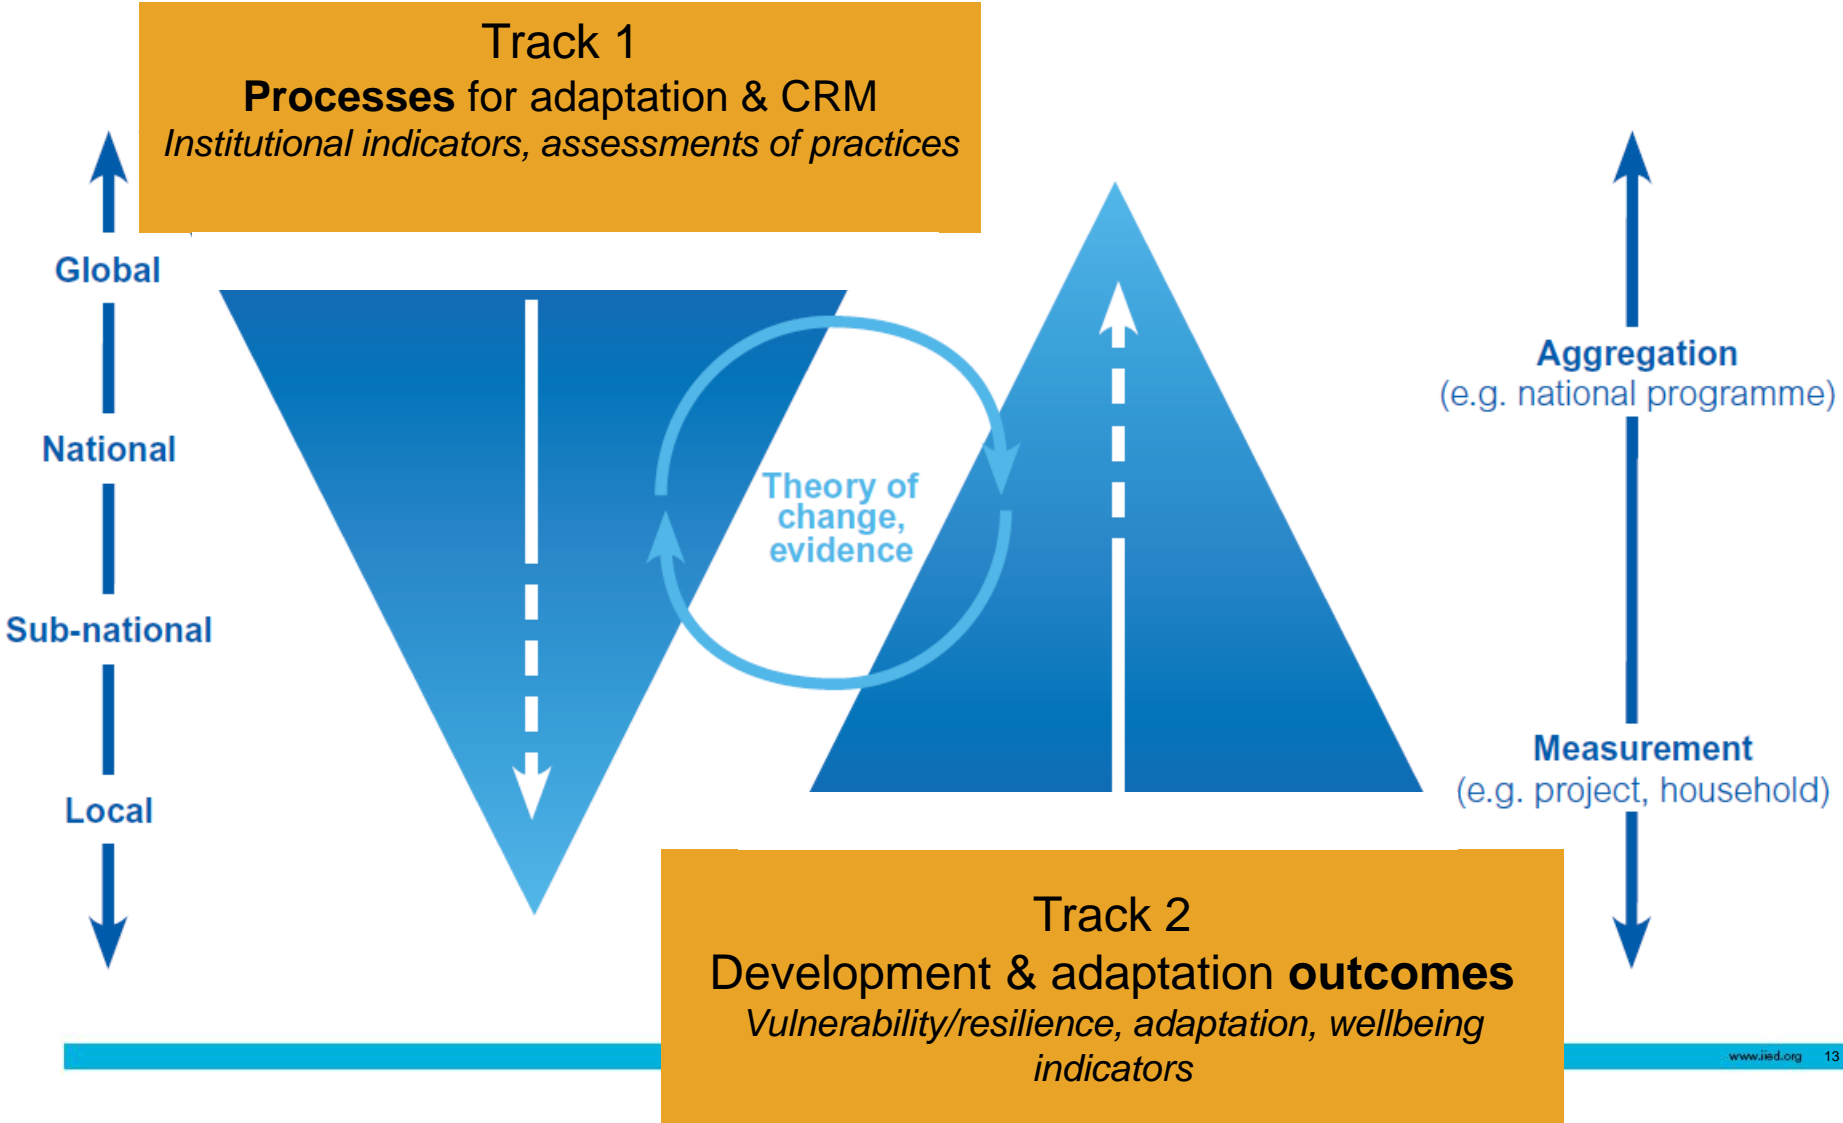 Track 1
Processes for adaptation & CRM
Institutional indicators, assessments of practices
Global
National
Sub-national
Local
Theory of
change,
evidence
Aggregation
(e.g. national programme)
Measurement
(e.g. project, household)
Track 2
Development & adaptation outcomes
Vulnerability/resilience, adaptation, wellbeing
indicators
www.iied.org 13